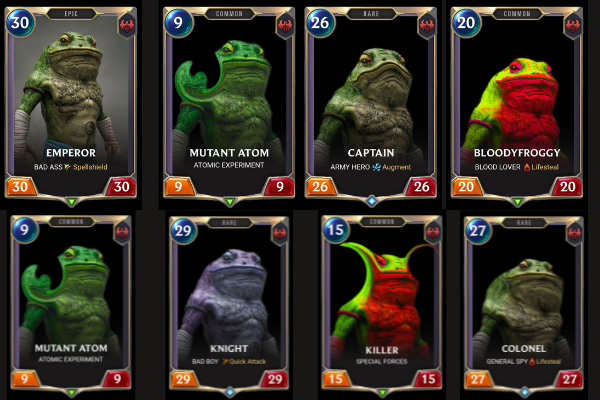 30 EPIC
EMPEROR
BAD ASS Spellshield
30 30
9 COMMON
MUTANT ATOM
ATOMIC EXPERIMENT
9 9
26 RARE
CAPTAIN
ARMY HERO Augment
26 26
20 COMMON
BLOODYFROGGY
BLOOD LOVER Lifesteal
20 20
9 COMMON
MUTANT ATOM
ATOMIC EXPERIMENT
9 9
29 RARE
KNIGHT
BAD BOY Quick Attack
29 29
15 COMMON
KILLER
SPECIAL FORCES
15 15
27 RARE
COLONEL
GENERAL SPY Lifesteal
27 27